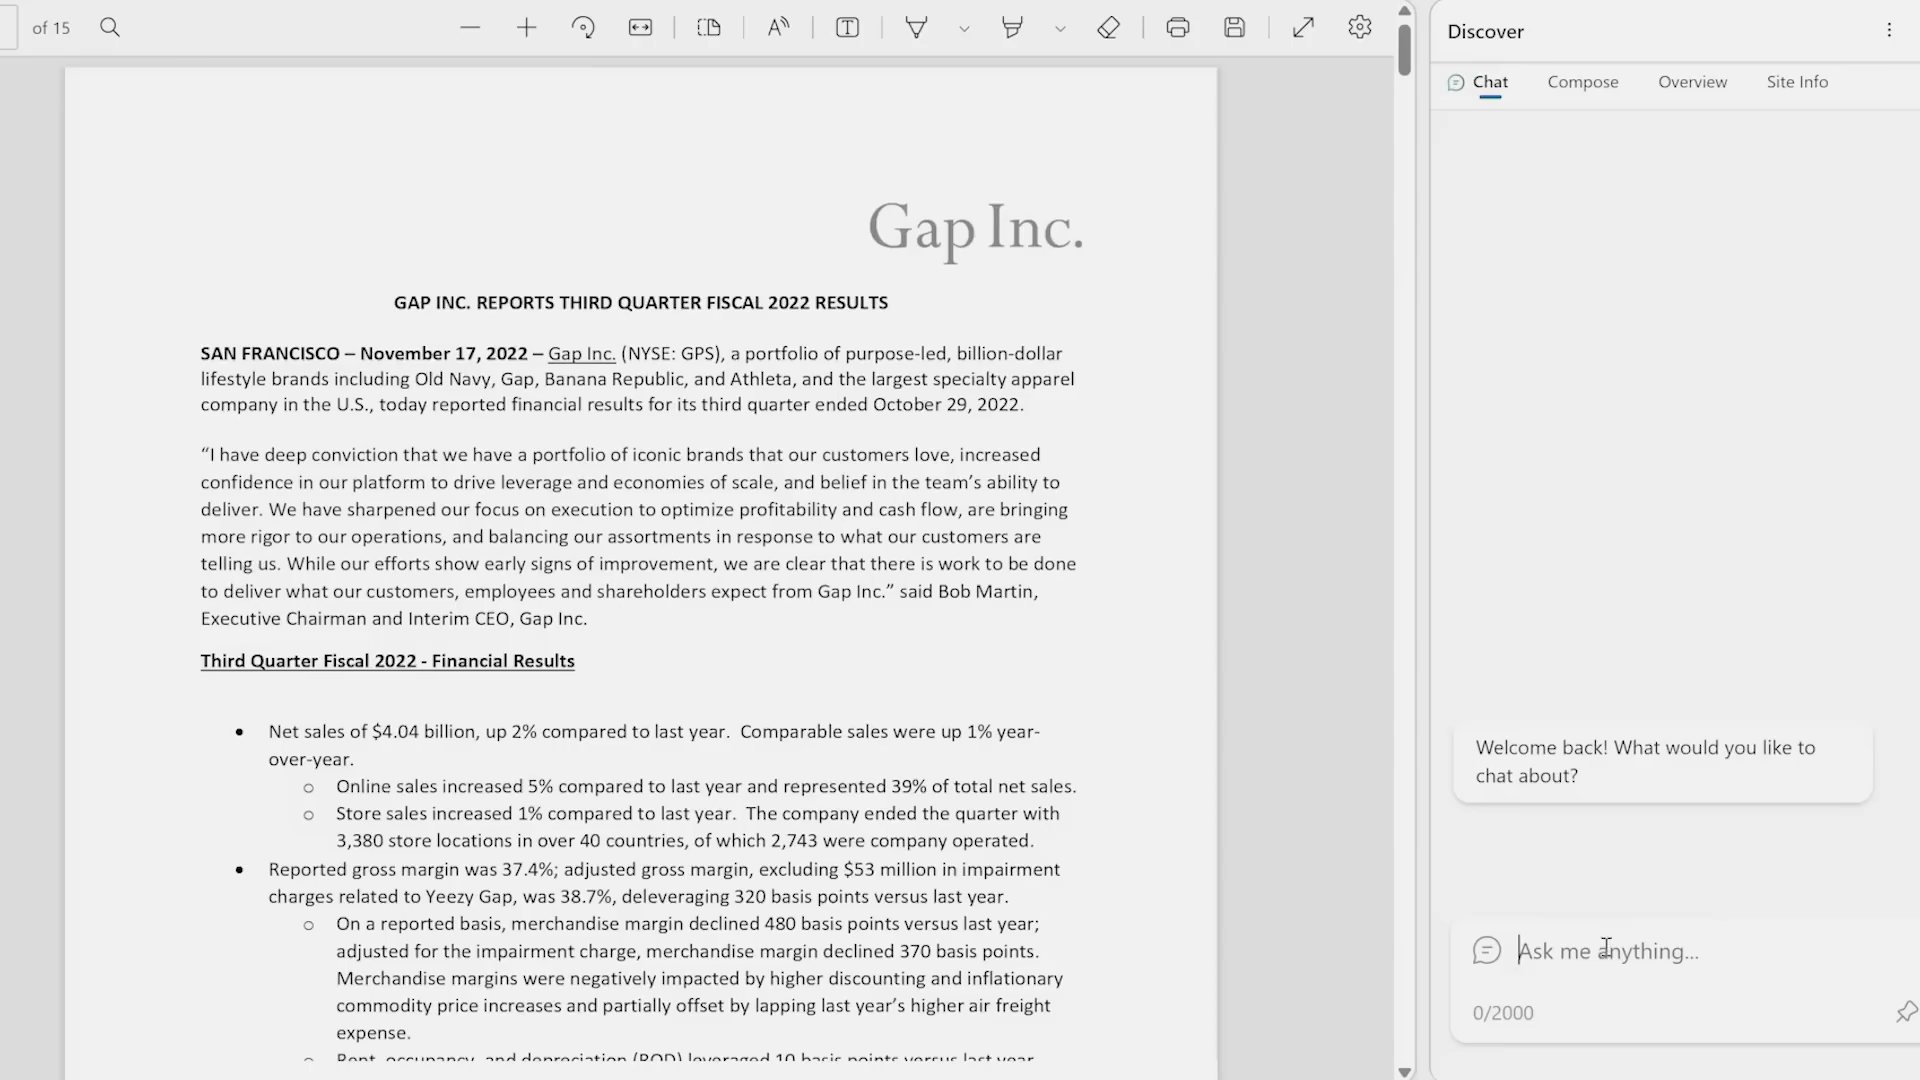 of 15
Gap Inc.
GAP INC. REPORTS THIRD QUARTER FISCAL 2022 RESULTS
SAN FRANCISCO – November 17, 2022 – Gap Inc. (NYSE: GPS), a portfolio of purpose-led, billion-dollar
lifestyle brands including Old Navy, Gap, Banana Republic, and Athleta, and the largest specialty apparel
company in the U.S., today reported financial results for its third quarter ended October 29, 2022.
“I have deep conviction that we have a portfolio of iconic brands that our customers love, increased
confidence in our platform to drive leverage and economies of scale, and belief in the team’s ability to
deliver. We have sharpened our focus on execution to optimize profitability and cash flow, are bringing
more rigor to our operations, and balancing our assortments in response to what our customers are
telling us. While our efforts show early signs of improvement, we are clear that there is work to be done
to deliver what our customers, employees and shareholders expect from Gap Inc.” said Bob Martin,
Executive Chairman and Interim CEO, Gap Inc.
Third Quarter Fiscal 2022 - Financial Results
• Net sales of $4.04 billion, up 2% compared to last year. Comparable sales were up 1% year-
over-year.
o Online sales increased 5% compared to last year and represented 39% of total net sales.
o Store sales increased 1% compared to last year. The company ended the quarter with
3,380 store locations in over 40 countries, of which 2,743 were company operated.
• Reported gross margin was 37.4%; adjusted gross margin, excluding $53 million in impairment
charges related to Yeezy Gap, was 38.7%, deleveraging 320 basis points versus last year.
o On a reported basis, merchandise margin declined 480 basis points versus last year;
adjusted for the impairment charge, merchandise margin declined 370 basis points.
Merchandise margins were negatively impacted by higher discounting and inflationary
commodity price increases and partially offset by lapping last year’s higher air freight
expense.
o Rent, occupancy, and depreciation (ROD) leveraged 10 basis points versus last year
Discover
Chat Compose Overview Site Info
Welcome back! What would you like to
chat about?
Ask me anything...
0/2000